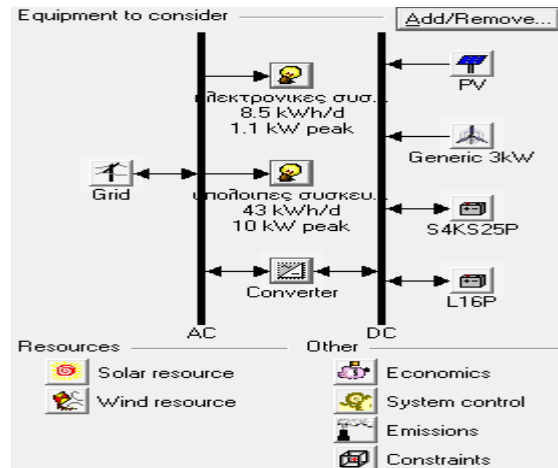 Equipment to consider
Add/Remove...
PV
ηλεκτρονικες συσ...
8.5 kWh/d
1.1 kW peak
Generic 3kW
Grid
υπολοιπες συσκευ...
43 kWh/d
10 kW peak
S4KS25P
Converter
L16P
AC
DC
Resources
Other
Solar resource
Economics
Wind resource
System control
Emissions
Constraints